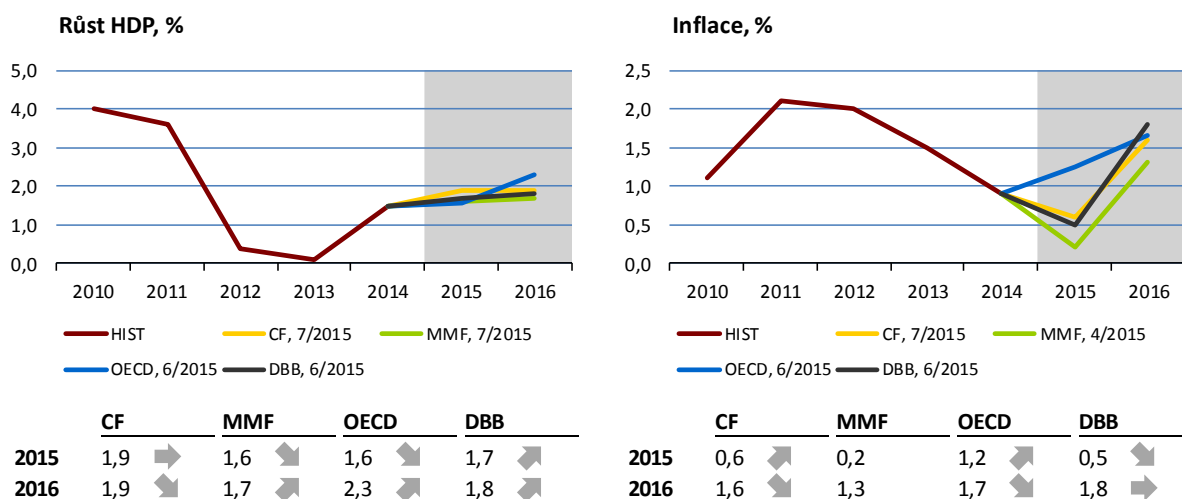 Růst HDP, %
5,0
4,0
3,0
2,0
1,0
0,0
2010 2011 2012 2013 2014 2015 2016
HIST CF, 7/2015 MMF, 7/2015
OECD, 6/2015 DBB, 6/2015
CF MMF OECD DBB
2015 1,9 1,6 1,6 1,7
2016 1,9 1,7 2,3 1,8
Inflace, %
2,5
2,0
1,5
1,0
0,5
0,0
2010 2011 2012 2013 2014 2015 2016
HIST CF, 7/2015 MMF, 4/2015
OECD, 6/2015 DBB, 6/2015
CF MMF OECD DBB
2015 0,6 0,2 1,2 0,5
2016 1,6 1,3 1,7 1,8